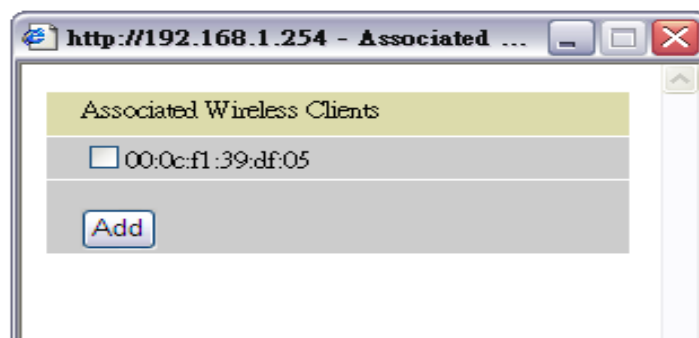 http://192.168.1.254 - Associated ...
Associated Wireless Clients
00:0c:f1:39:df:05
Add